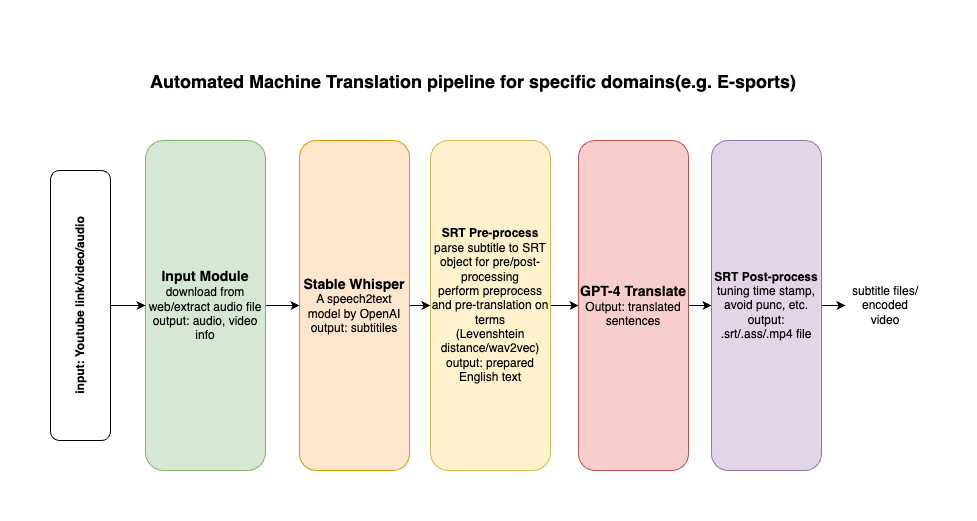 Automated Machine Translation pipeline for specific domains(e.g. E-sports)
input: Youtube link/video/audio
Input Module
download from
web/extract audio file
output: audio, video
info
Stable Whisper
A speech2text
model by OpenAI
output: subtitiles
SRT Pre-process
parse subtitle to SRT
object for pre/post-
processing
perform preprocess
and pre-translation on
terms
(Levenshtein
distance/wav2vec)
output: prepared
English text
GPT-4 Translate
Output: translated
sentences
SRT Post-process
tuning time stamp,
avoid punc, etc.
output:
.srt/.ass/.mp4 file
subtitle files/
encoded
video